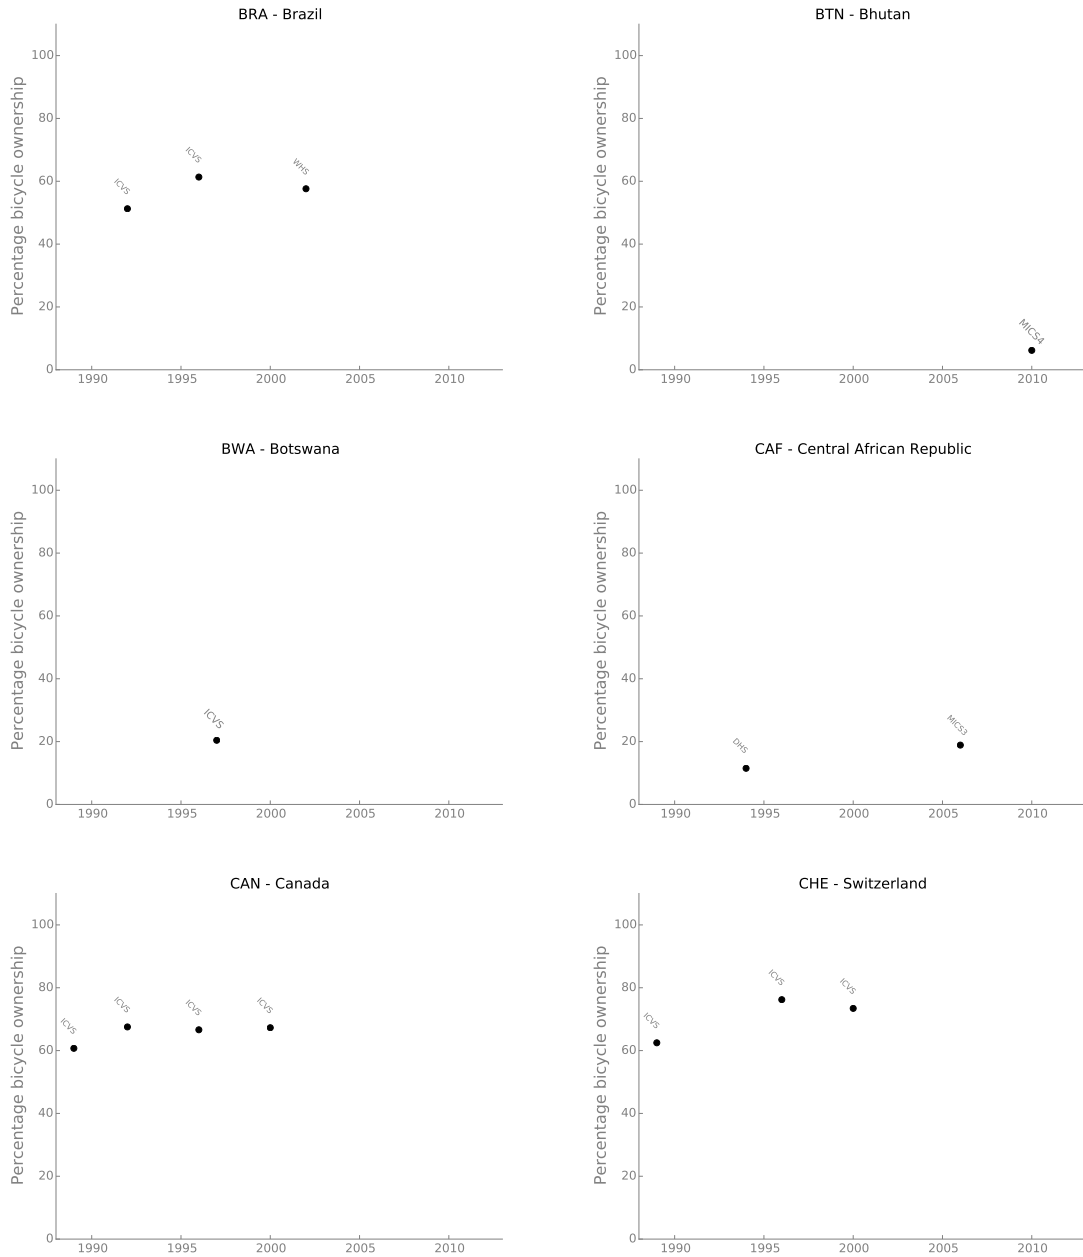 BRA - Brazil
Percentage bicycle ownership
100
80
60
40
20
0
ICVS
ICVS
WHS
1990 1995 2000 2005 2010
BTN - Bhutan
Percentage bicycle ownership
100
80
60
40
20
0
MICS4
1990 1995 2000 2005 2010
BWA - Botswana
Percentage bicycle ownership
100
80
60
40
20
0
ICVS
1990 1995 2000 2005 2010
CAF - Central African Republic
Percentage bicycle ownership
100
80
60
40
20
0
DHS
MICS3
1990 1995 2000 2005 2010
CAN - Canada
Percentage bicycle ownership
100
80
60
40
20
0
ICVS
ICVS
ICVS
ICVS
1990 1995 2000 2005 2010
CHE - Switzerland
Percentage bicycle ownership
100
80
60
40
20
0
ICVS
ICVS
ICVS
1990 1995 2000 2005 2010